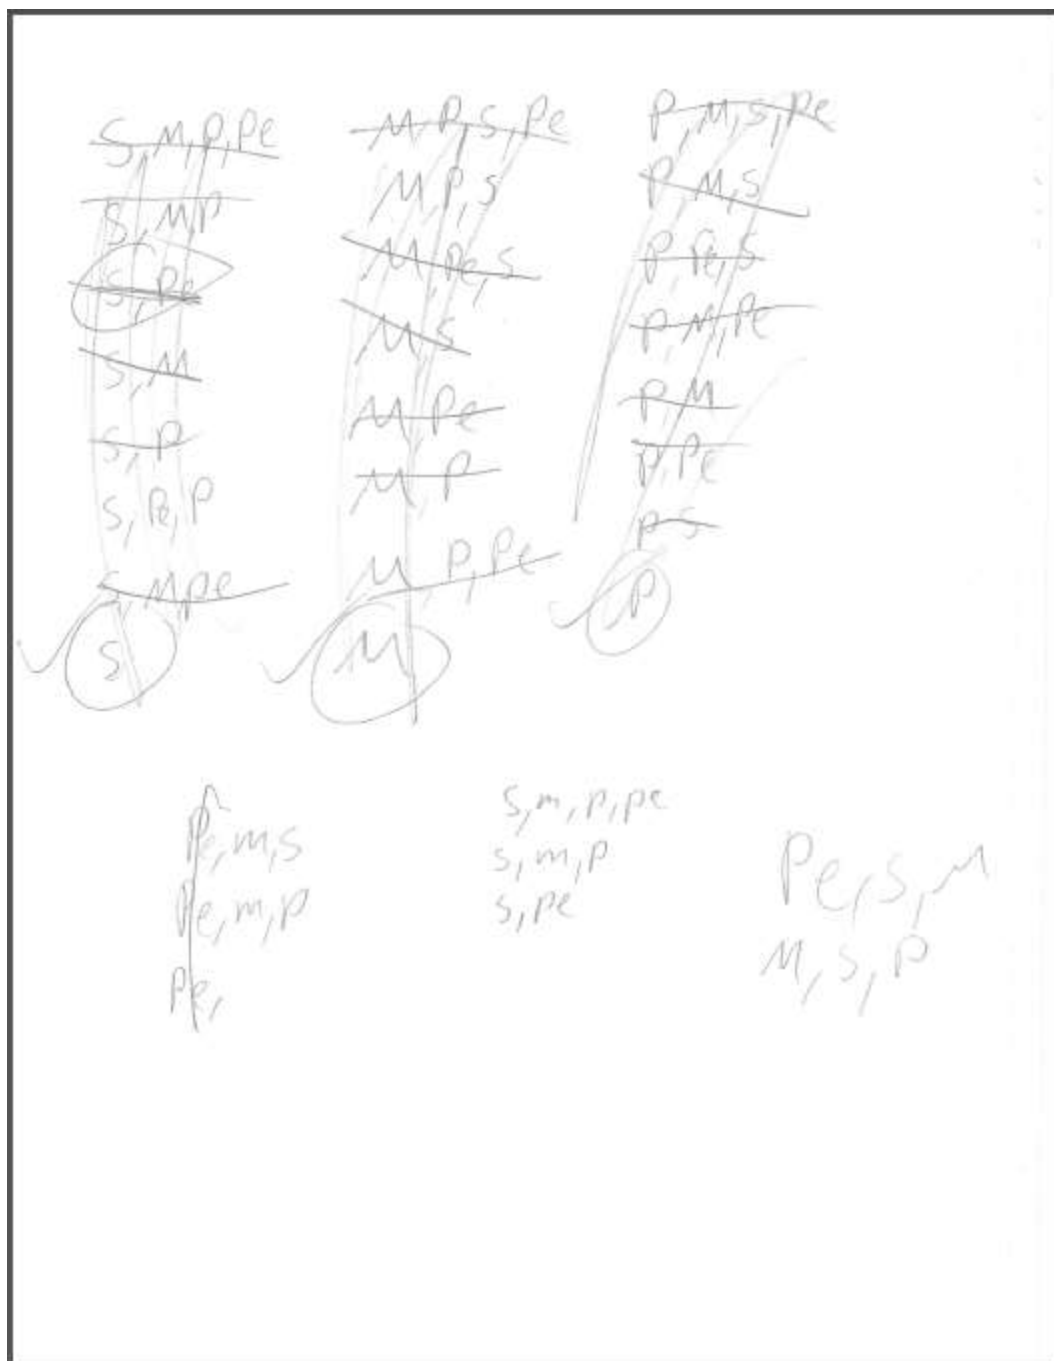 S, M, P, Pe
S, M, P
S, Pe
S, M
S, P
S, Pe, P
S, M, Pe
S
M, P, S, Pe
M, P, S
M, Pe, S
M, S
M, Pe
M, P
M, P, Pe
M
P, M, S, Pe
P, M, S
P, Pe, S
P, M, Pe
P, M
P, Pe
P, S
P
Pe, m, s
Pe, m, p
Pe,
s, m, p, pe
s, m, p
s, pe
Pe, S, M
M, S, P